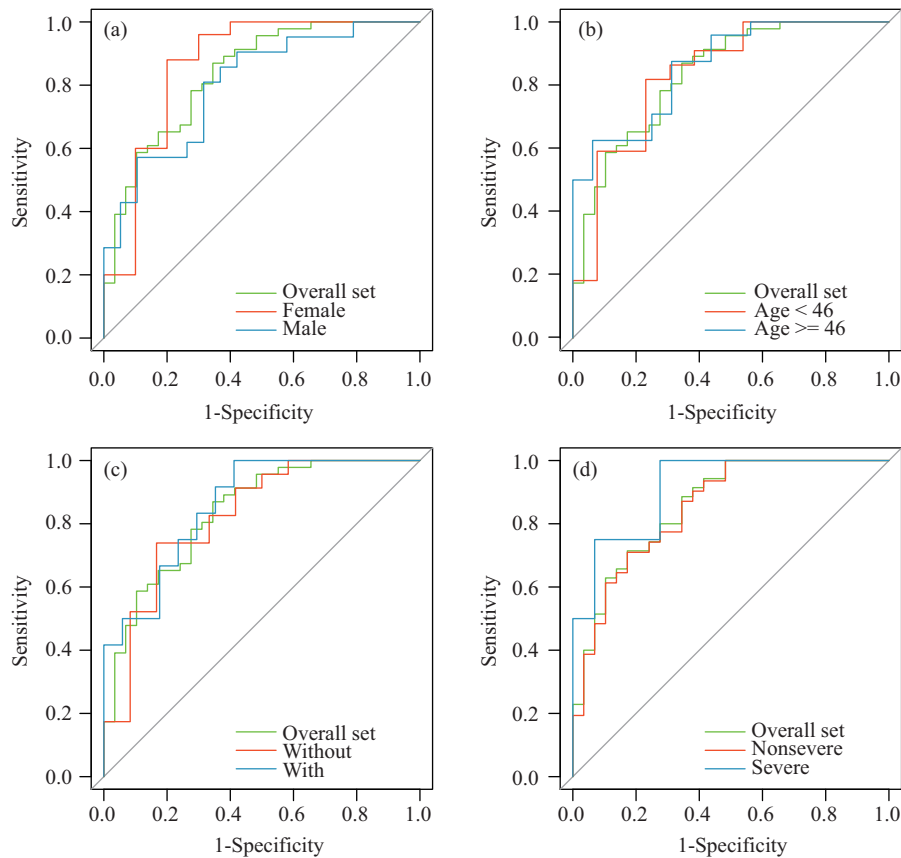 (a)
Sensitivity
1.0
0.8
0.6
0.4
0.2
0.0
Overall set
Female
Male
0.0 0.2 0.4 0.6 0.8 1.0
1-Specificity
(b)
Sensitivity
1.0
0.8
0.6
0.4
0.2
0.0
Overall set
Age < 46
Age >= 46
0.0 0.2 0.4 0.6 0.8 1.0
1-Specificity
(c)
Sensitivity
1.0
0.8
0.6
0.4
0.2
0.0
Overall set
Without
With
0.0 0.2 0.4 0.6 0.8 1.0
1-Specificity
(d)
Sensitivity
1.0
0.8
0.6
0.4
0.2
0.0
Overall set
Nonsevere
Severe
0.0 0.2 0.4 0.6 0.8 1.0
1-Specificity